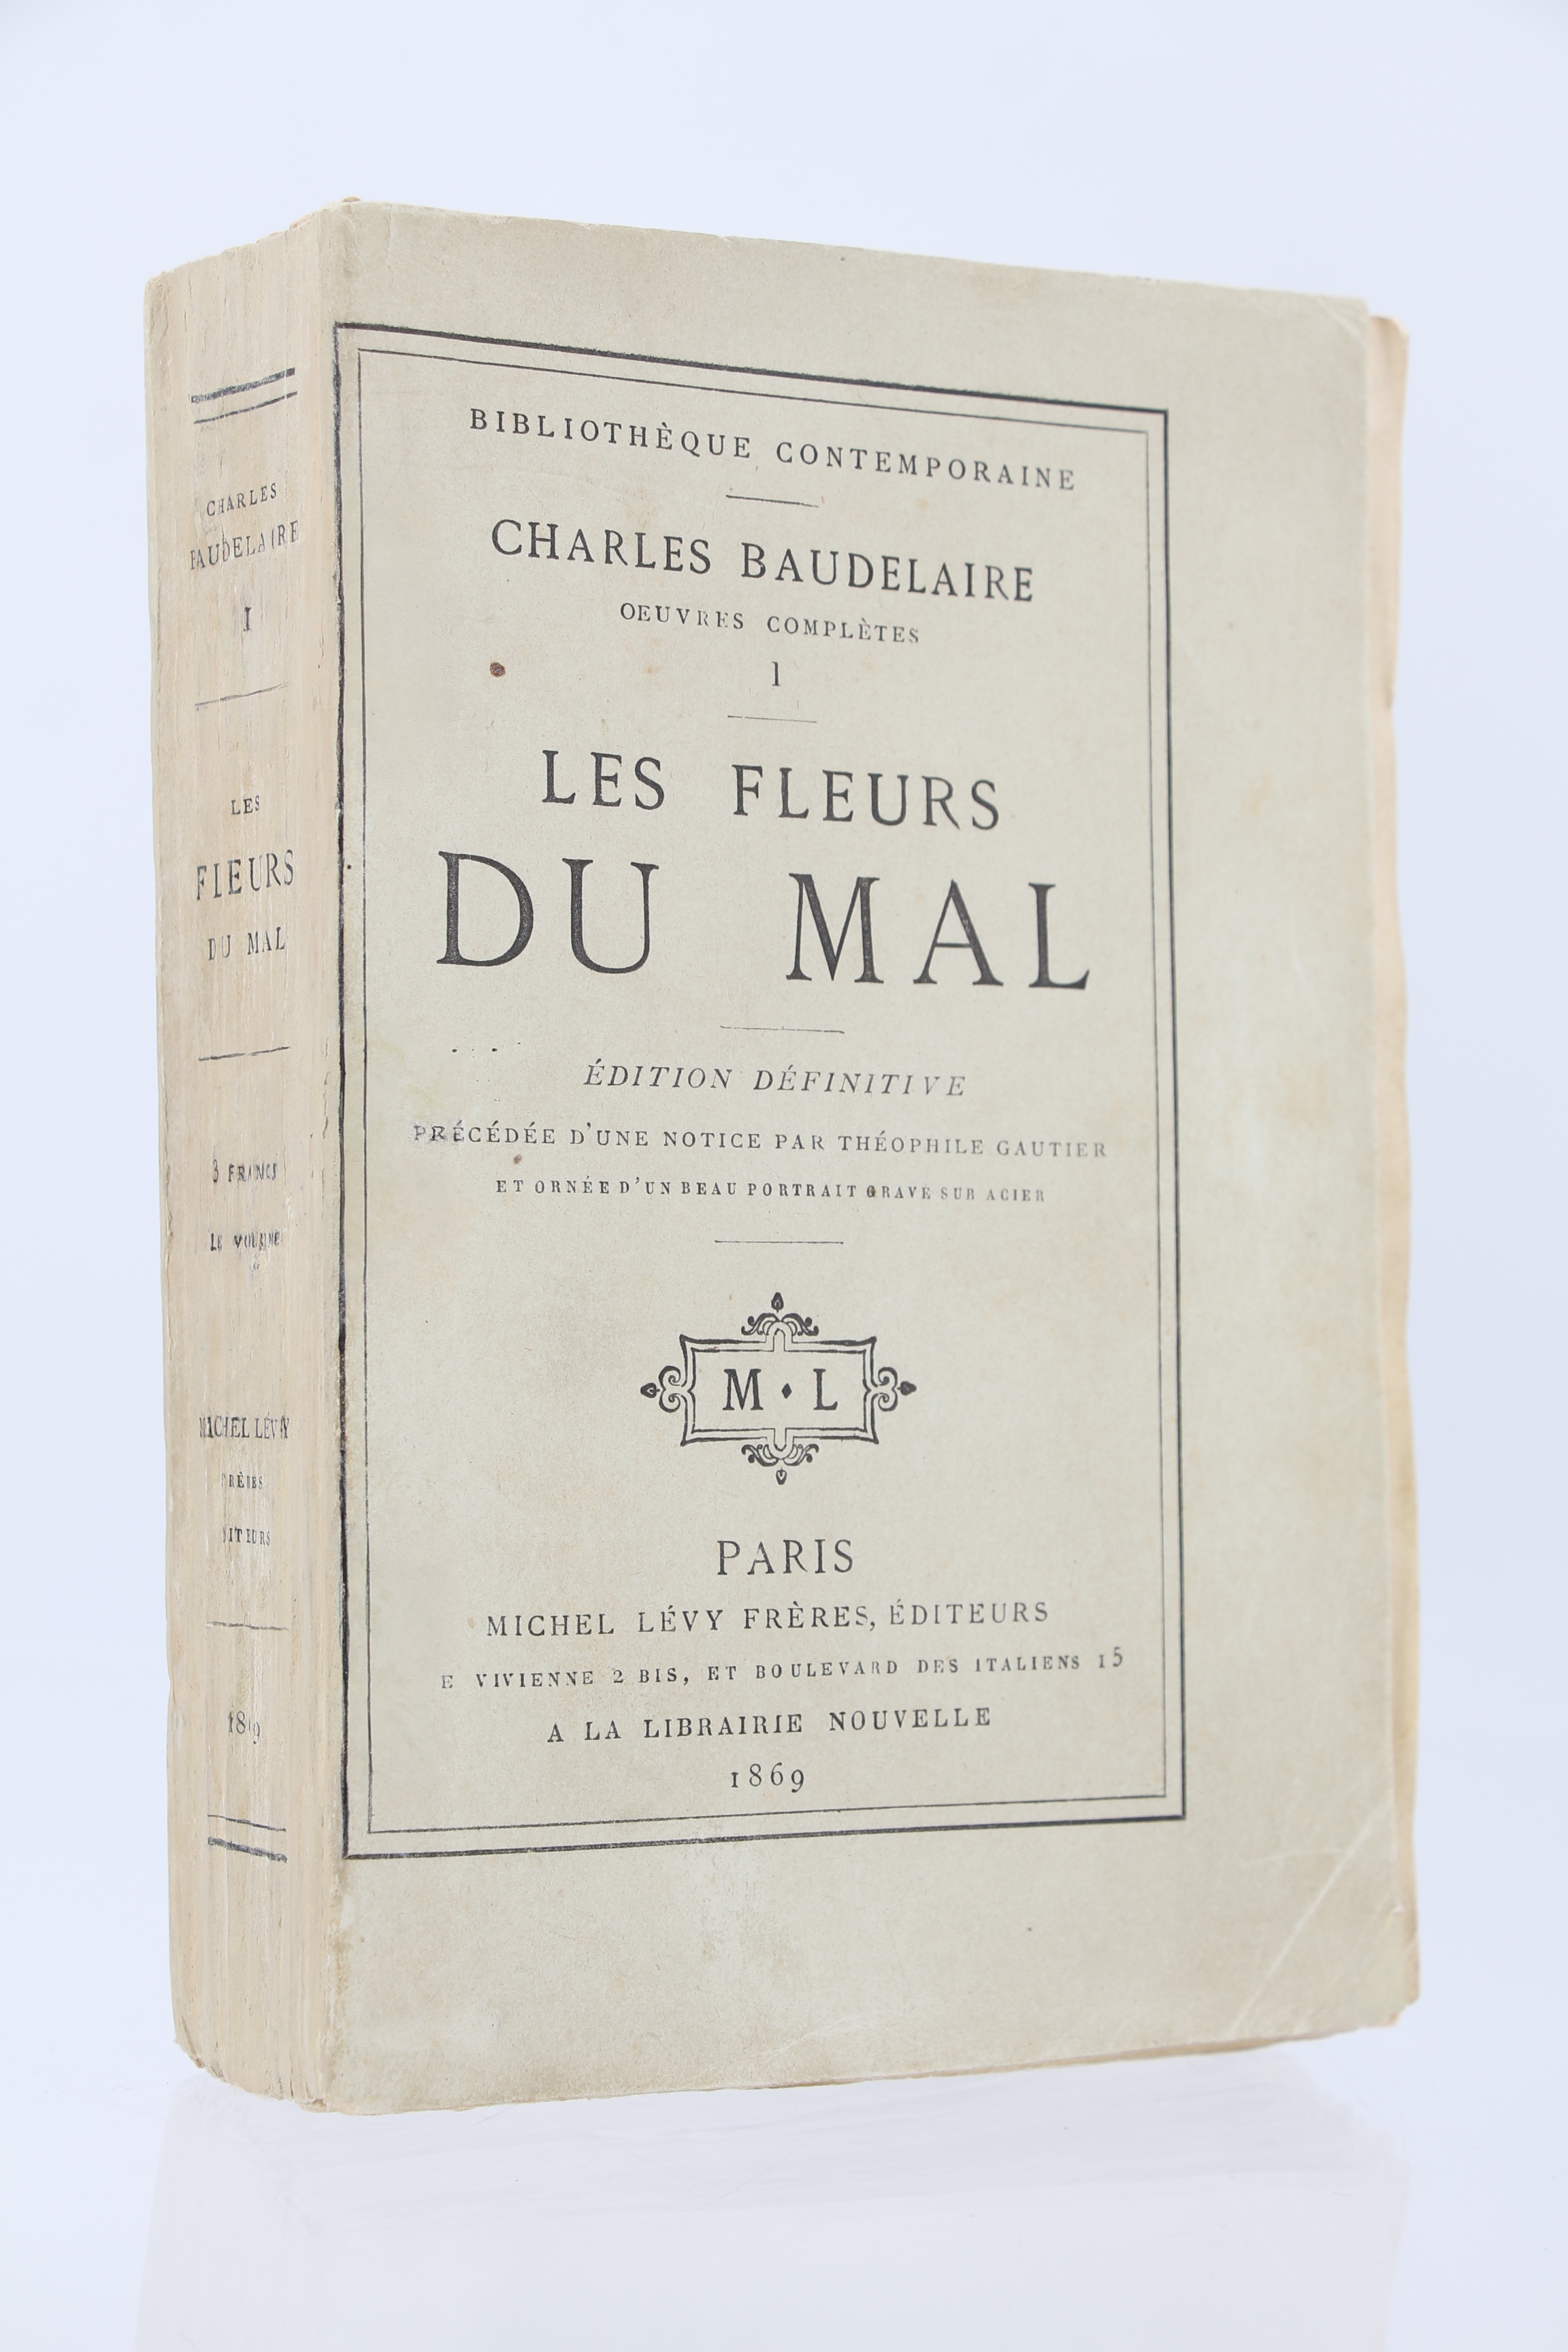 CHARLES
BAUDELAIRE
I
LES
FLEURS
DU MAL
3 FRANCS
LE VOLUME
MICHEL LÉVY
FRÈRES
1869
BIBLIOTHÈQUE CONTEMPORAINE
CHARLES BAUDELAIRE
OEUVRES COMPLÈTES
I
LES FLEURS
DU MAL
ÉDITION DÉFINITIVE
PRÉCÉDÉE D'UNE NOTICE PAR THÉOPHILE GAUTIER
ET ORNÉE D'UN BEAU PORTRAIT GRAVÉ SUR ACIER
M • L
PARIS
MICHEL LÉVY FRÈRES, ÉDITEURS
E VIVIENNE 2 BIS, ET BOULEVARD DES ITALIENS 15
A LA LIBRAIRIE NOUVELLE
1869